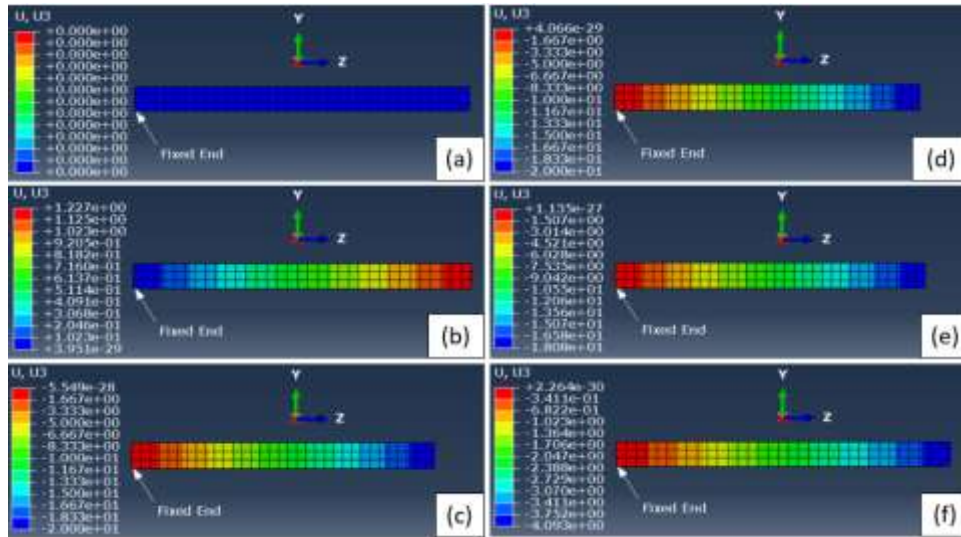 U, U3
+0.000e+00
+0.000e+00
+0.000e+00
+0.000e+00
+0.000e+00
+0.000e+00
+0.000e+00
+0.000e+00
+0.000e+00
+0.000e+00
+0.000e+00
+0.000e+00
+0.000e+00
Y
Z
Fixed End
(a)
U, U3
+1.227e+00
+1.125e+00
+1.023e+00
+9.205e-01
+8.182e-01
+7.160e-01
+6.137e-01
+5.114e-01
+4.091e-01
+3.068e-01
+2.046e-01
+1.023e-01
+3.951e-29
Y
Z
Fixed End
(b)
U, U3
-5.549e-28
-1.667e+00
-3.333e+00
-5.000e+00
-6.667e+00
-8.333e+00
-1.000e+01
-1.167e+01
-1.333e+01
-1.500e+01
-1.667e+01
-1.833e+01
-2.000e+01
Y
Z
Fixed End
(c)
U, U3
+4.066e-29
-1.667e+00
-3.333e+00
-5.000e+00
-6.667e+00
-8.333e+00
-1.000e+01
-1.167e+01
-1.333e+01
-1.500e+01
-1.667e+01
-1.833e+01
-2.000e+01
Y
Z
Fixed End
(d)
U, U3
+1.135e-27
-1.507e+00
-3.014e+00
-4.521e+00
-6.028e+00
-7.535e+00
-9.042e+00
-1.055e+01
-1.206e+01
-1.356e+01
-1.507e+01
-1.658e+01
-1.808e+01
Y
Z
Fixed End
(e)
U, U3
+2.264e-30
-3.411e-01
-6.822e-01
-1.023e+00
-1.364e+00
-1.706e+00
-2.047e+00
-2.388e+00
-2.729e+00
-3.070e+00
-3.411e+00
-3.752e+00
-4.093e+00
Y
Z
Fixed End
(f)